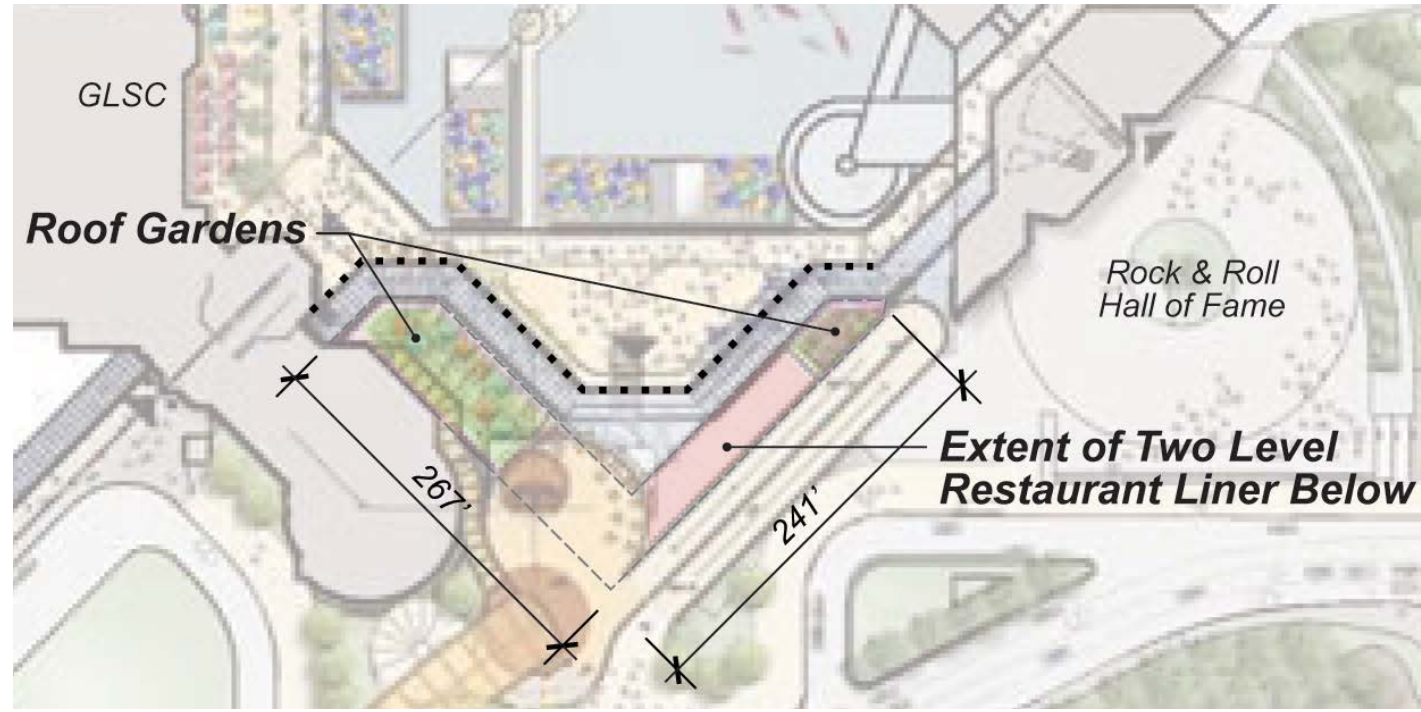 GLSC
Roof Gardens
Rock & Roll
Hall of Fame
Extent of Two Level
Restaurant Liner Below
267’
241’